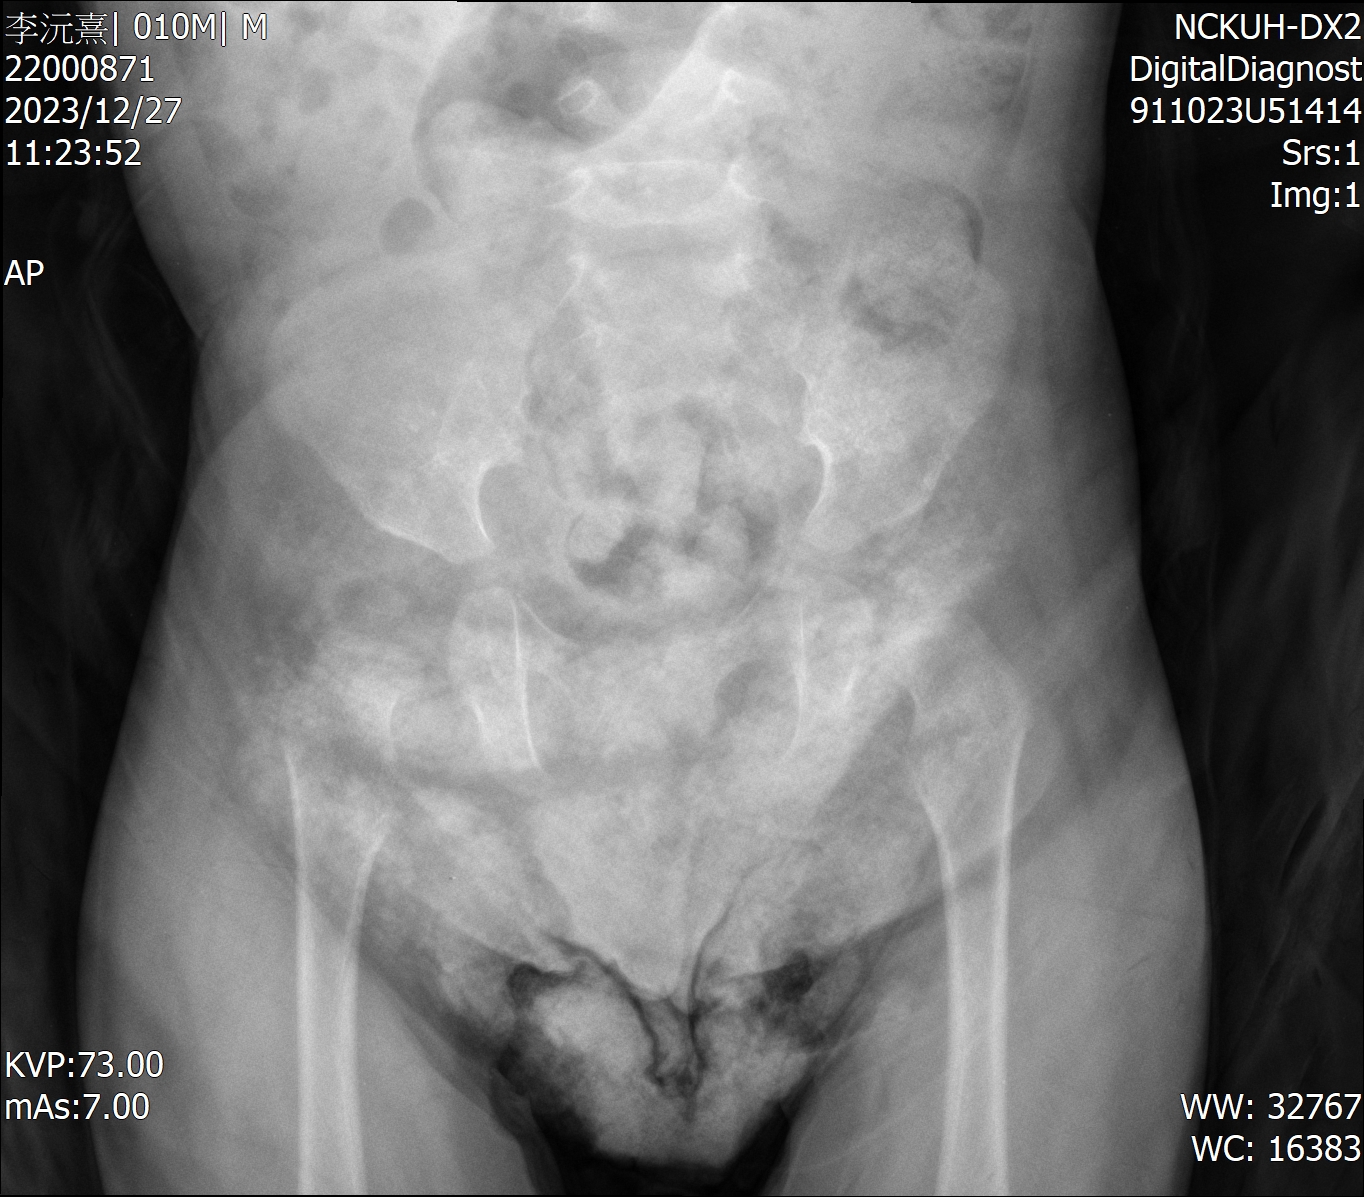 李沅熹| 010M| M
22000871
2023/12/27
11:23:52
AP
NCKUH-DX2
DigitalDiagnost
911023U51414
Srs:1
Img:1
KVP:73.00
mAs:7.00
WW: 32767
WC: 16383